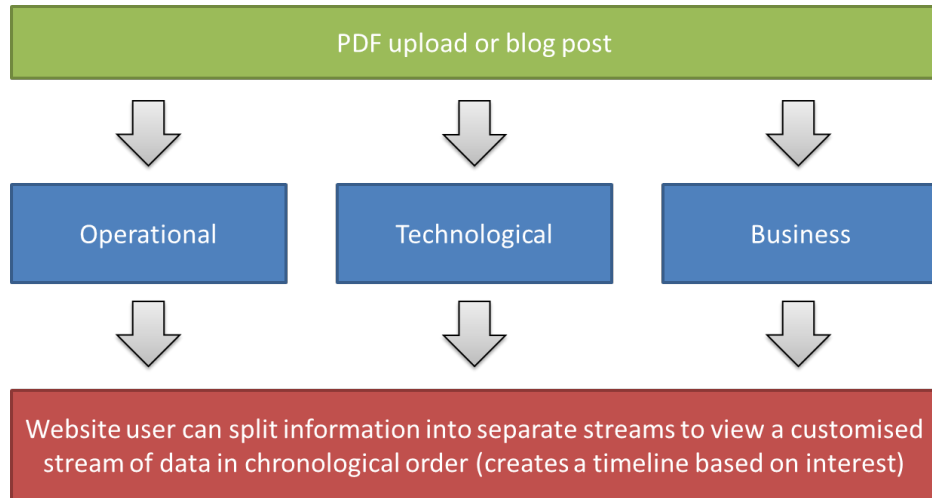 PDF upload or blog post
Operational
Technological
Business
Website user can split information into separate streams to view a customised
stream of data in chronological order (creates a timeline based on interest)